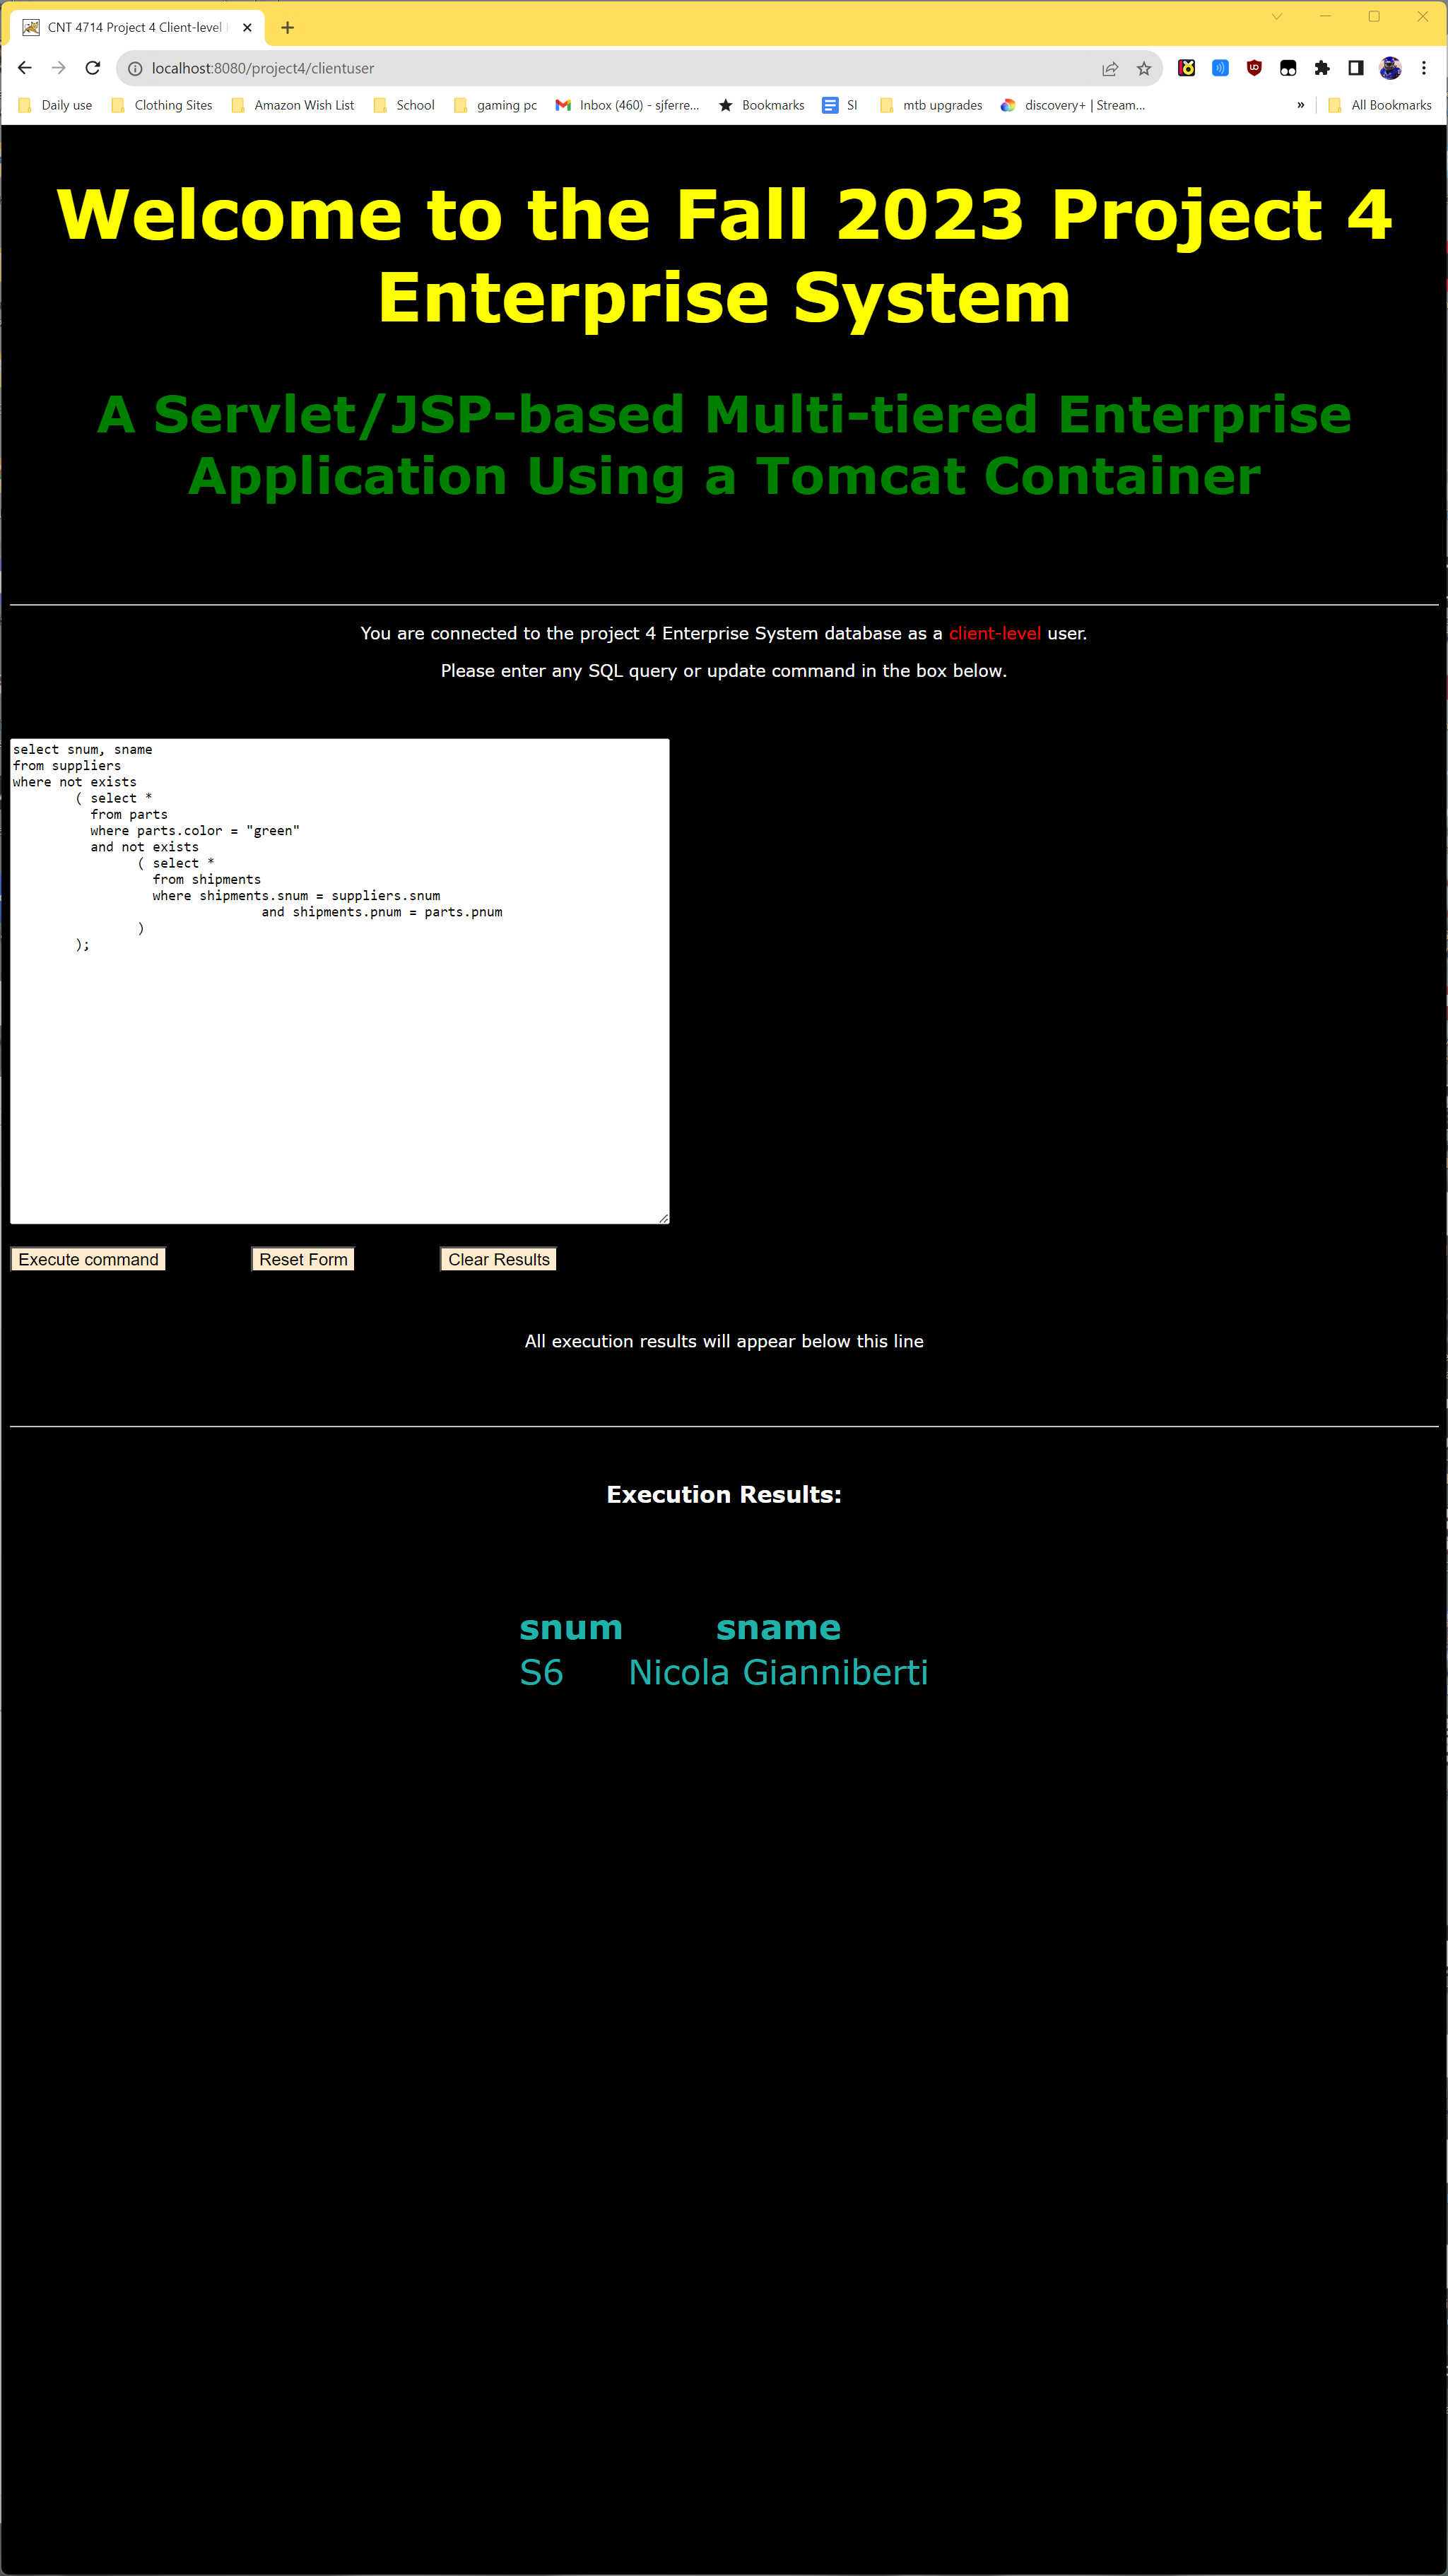 CNT 4714 Project 4 Client-level
localhost:8080/project4/clientuser
Daily use Clothing Sites Amazon Wish List School gaming pc Inbox (460) - sjferre... Bookmarks SI mtb upgrades discovery+ | Stream... » All Bookmarks
Welcome to the Fall 2023 Project 4
Enterprise System
A Servlet/JSP-based Multi-tiered Enterprise
Application Using a Tomcat Container
You are connected to the project 4 Enterprise System database as a client-level user.
Please enter any SQL query or update command in the box below.
select snum, sname
from suppliers
where not exists
( select *
from parts
where parts.color = "green"
and not exists
( select *
from shipments
where shipments.snum = suppliers.snum
and shipments.pnum = parts.pnum
)
);
Execute command Reset Form Clear Results
All execution results will appear below this line
Execution Results:
snum sname
S6 Nicola Gianniberti